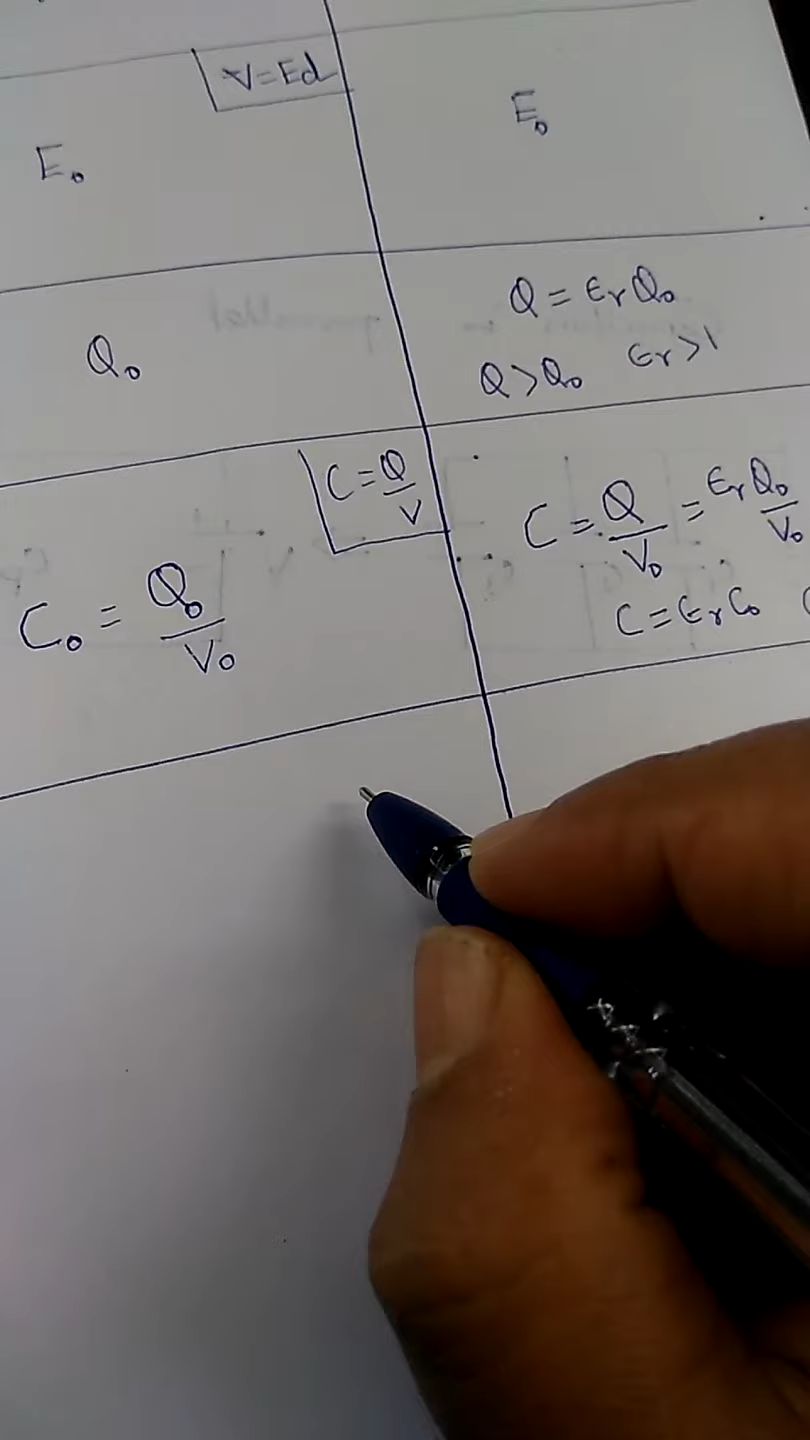 V=Ed
E₀
E₀
Q₀
Q = ϵᵣQ₀
Q>Q₀ ϵᵣ>1
C=Q/V
C₀ = Q₀/V₀
C = Q/V₀ = ϵᵣQ₀/V₀
C=ϵᵣC₀